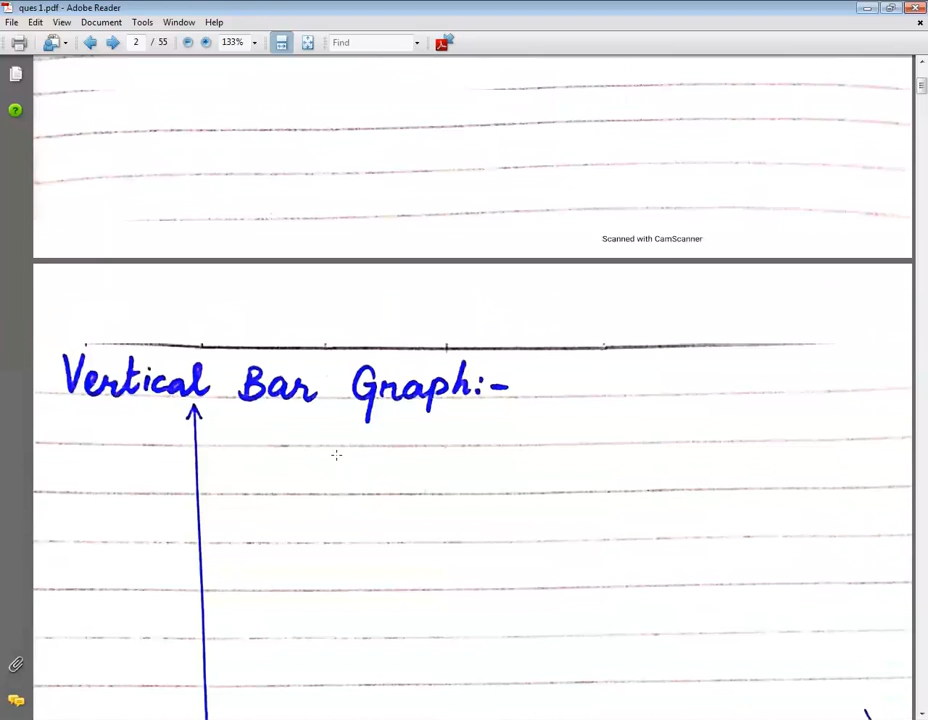 ques 1.pdf - Adobe Reader
File Edit View Document Tools Window Help
2 / 55 133% Find
Scanned with CamScanner
Vertical Bar Graph:-